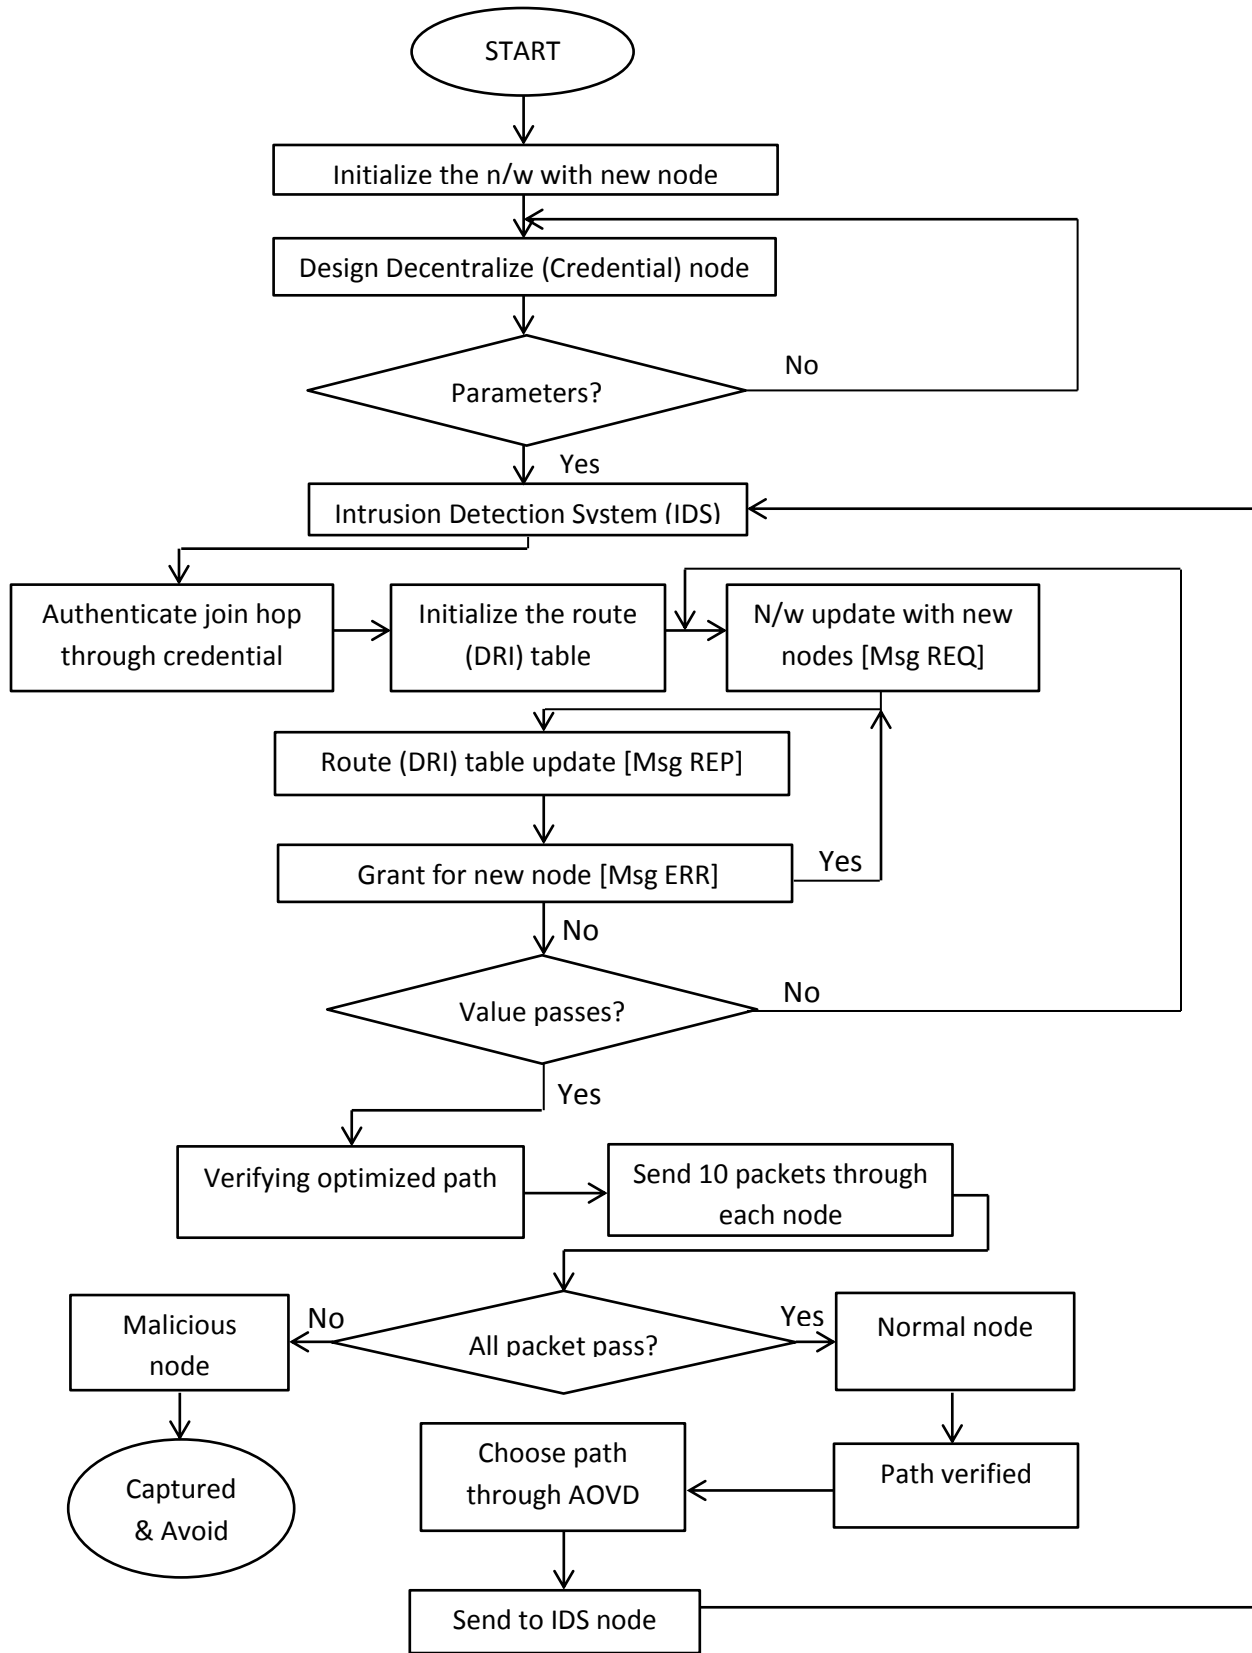 START
Initialize the n/w with new node
Design Decentralize (Credential) node
No
Parameters?
Yes
Intrusion Detection System (IDS)
Authenticate join hop
through credential
Initialize the route
(DRI) table
N/w update with new
nodes [Msg REQ]
Route (DRI) table update [Msg REP]
Grant for new node [Msg ERR]
Yes
No
Value passes?
No
Yes
Verifying optimized path
Send 10 packets through
each node
Malicious
node
No
All packet pass?
Yes
Normal node
Captured
& Avoid
Choose path
through AOVD
Path verified
Send to IDS node